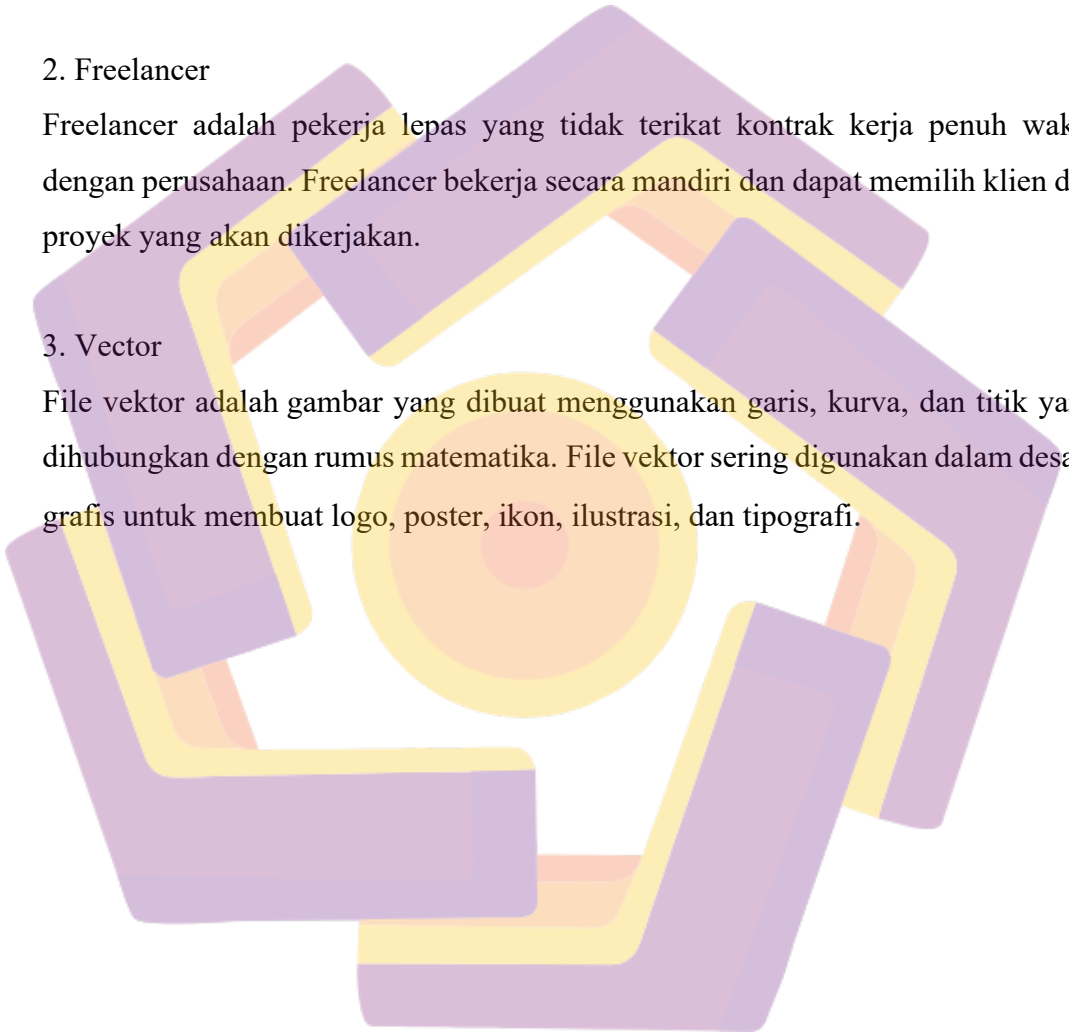 2. Freelancer
Freelancer adalah pekerja lepas yang tidak terikat kontrak kerja penuh
dengan perusahaan. Freelancer bekerja secara mandiri dan dapat memilih klien
proyek yang akan dikerjakan.
3. Vector
File vektor adalah gambar yang dibuat menggunakan garis, kurva, dan titik
dihubungkan dengan rumus matematika. File vektor sering digunakan dalam
grafis untuk membuat logo, poster, ikon, ilustrasi, dan tipografi.